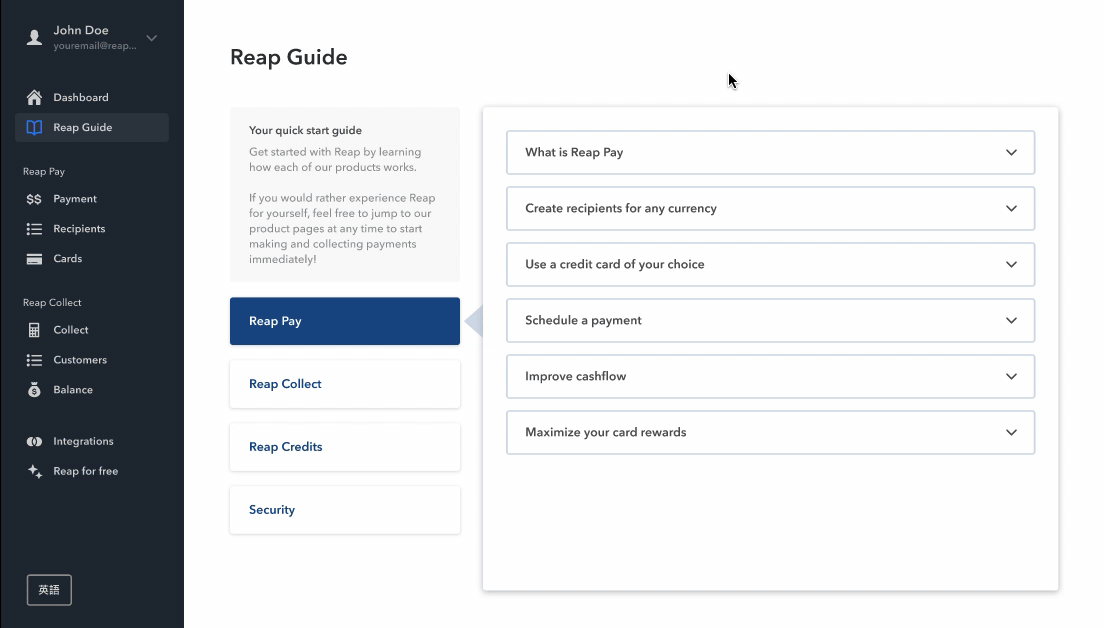 John Doe
youremail@reap...
Dashboard
Reap Guide
Reap Pay
$$ Payment
Recipients
Cards
Reap Collect
Collect
Customers
$ Balance
Integrations
Reap for free
英語
Reap Guide
Your quick start guide
Get started with Reap by learning
how each of our products works.
If you would rather experience Reap
for yourself, feel free to jump to our
product pages at any time to start
making and collecting payments
immediately!
Reap Pay
Reap Collect
Reap Credits
Security
What is Reap Pay
Create recipients for any currency
Use a credit card of your choice
Schedule a payment
Improve cashflow
Maximize your card rewards